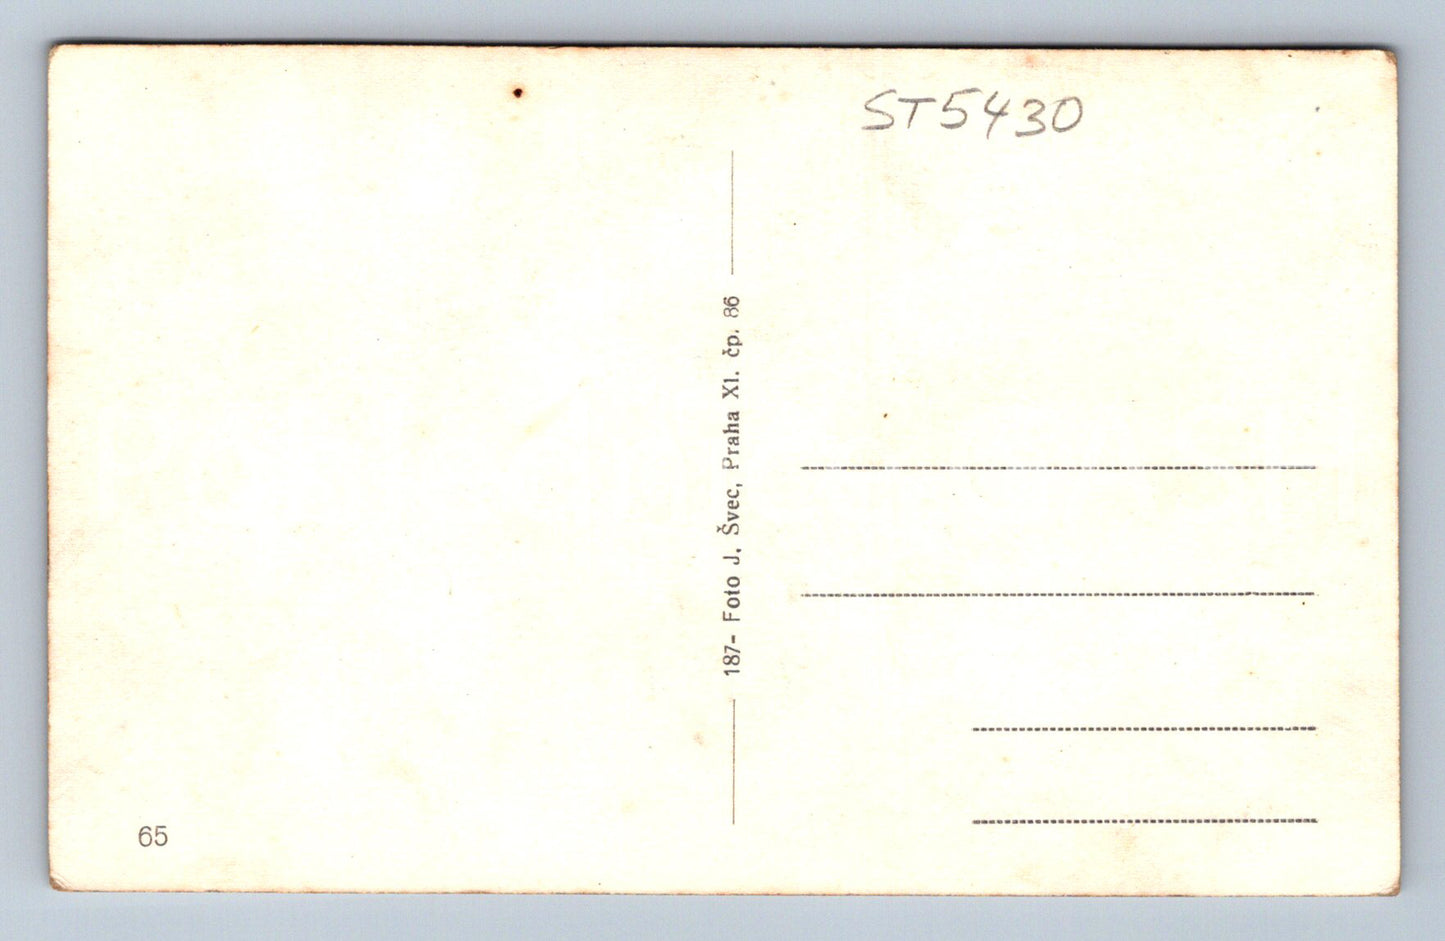 ST5430
187- Foto J. Švec, Praha XI. čp. 86
65